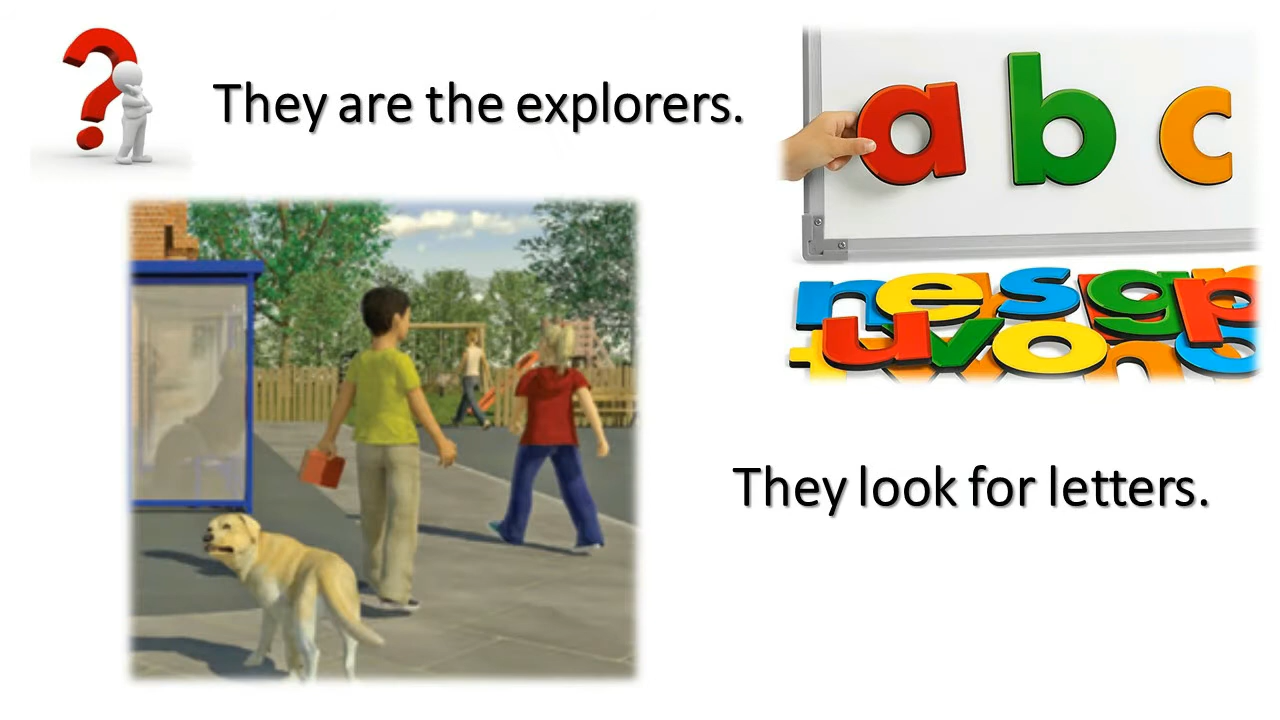 They are the explorers.
a b c
n e s g p
u v o
They look for letters.